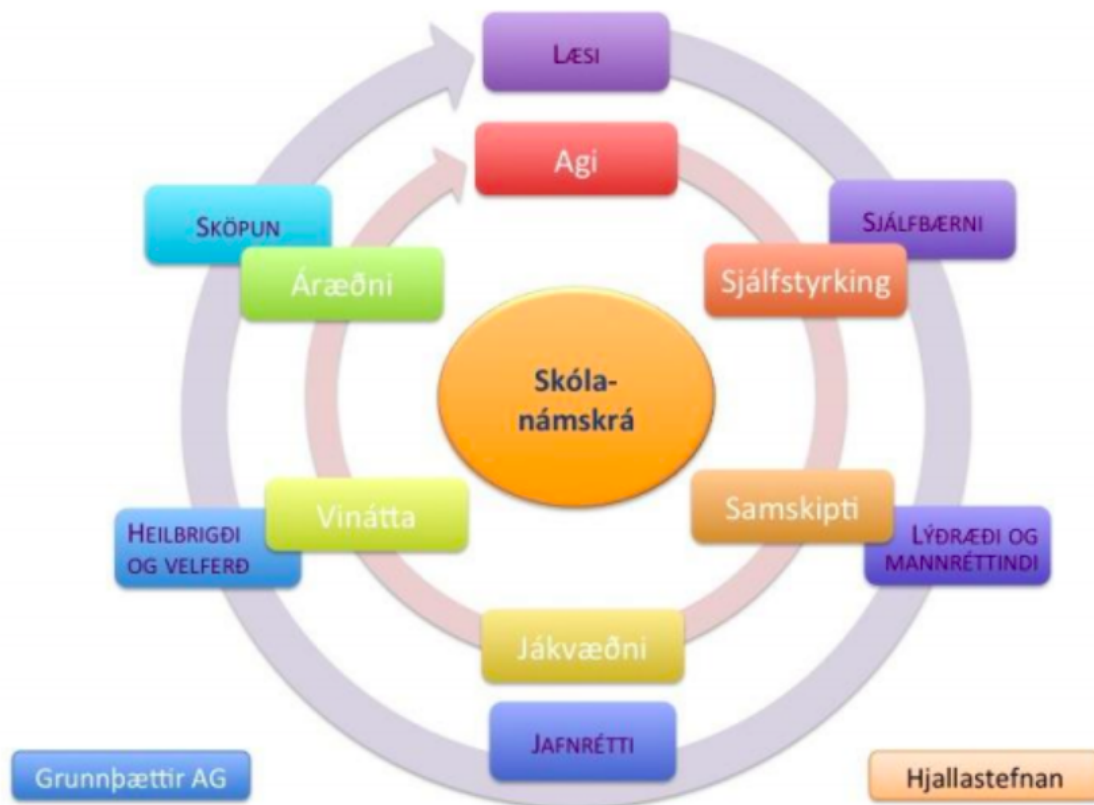 LÆSI
Agi
SKÖPUN
SJÁLFBÆRNI
Áræðni
Sjálfstyrking
Skóla-
námskrá
Vinátta
Samskipti
HEILBRIGÐI
OG VELFERÐ
LÝÐRÆÐI OG
MANNRÉTTINDI
Jákvæðni
JAFNRÉTTI
Grunnþættir AG
Hjallastefnan